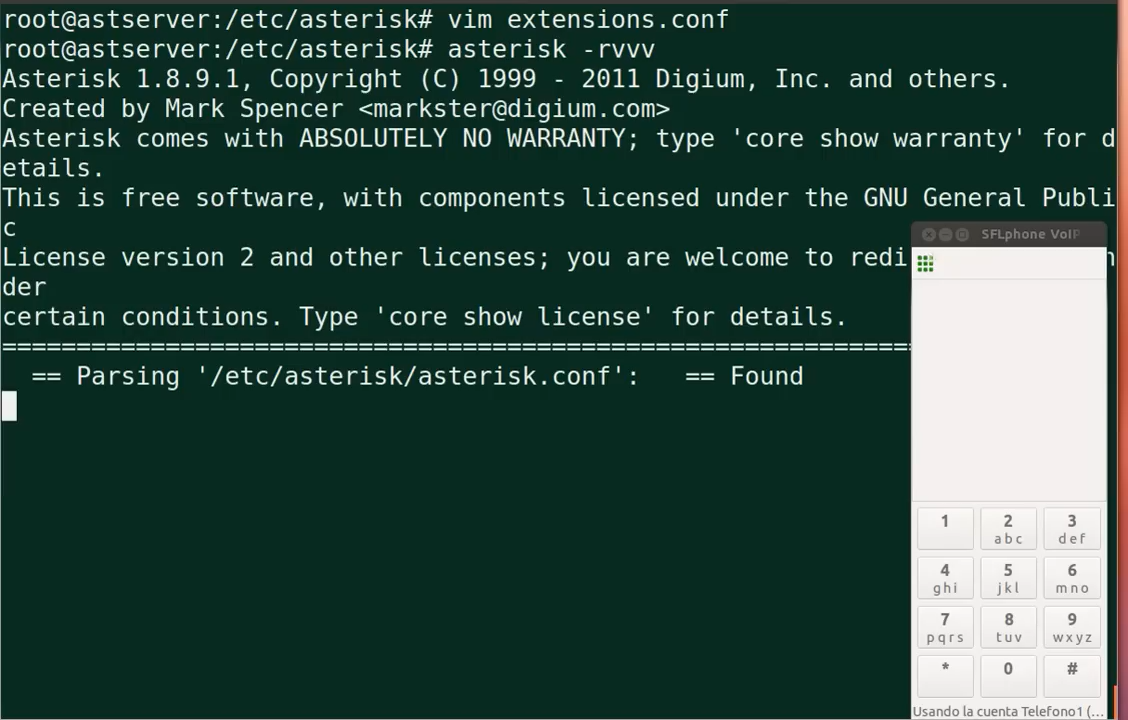 root@astserver:/etc/asterisk# vim extensions.conf
root@astserver:/etc/asterisk# asterisk -rvvv
Asterisk 1.8.9.1, Copyright (C) 1999 - 2011 Digium, Inc. and others.
Created by Mark Spencer <markster@digium.com>
Asterisk comes with ABSOLUTELY NO WARRANTY; type 'core show warranty' for d
etails.
This is free software, with components licensed under the GNU General Publi
c
License version 2 and other licenses; you are welcome to redi n
der
certain conditions. Type 'core show license' for details.
=============================================================
== Parsing '/etc/asterisk/asterisk.conf': == Found
SFLphone VoIP
1 2 3
abc def
4 5 6
ghi jkl mno
7 8 9
pqrs tuv wxyz
* 0 #
Usando la cuenta Telefono1 (...